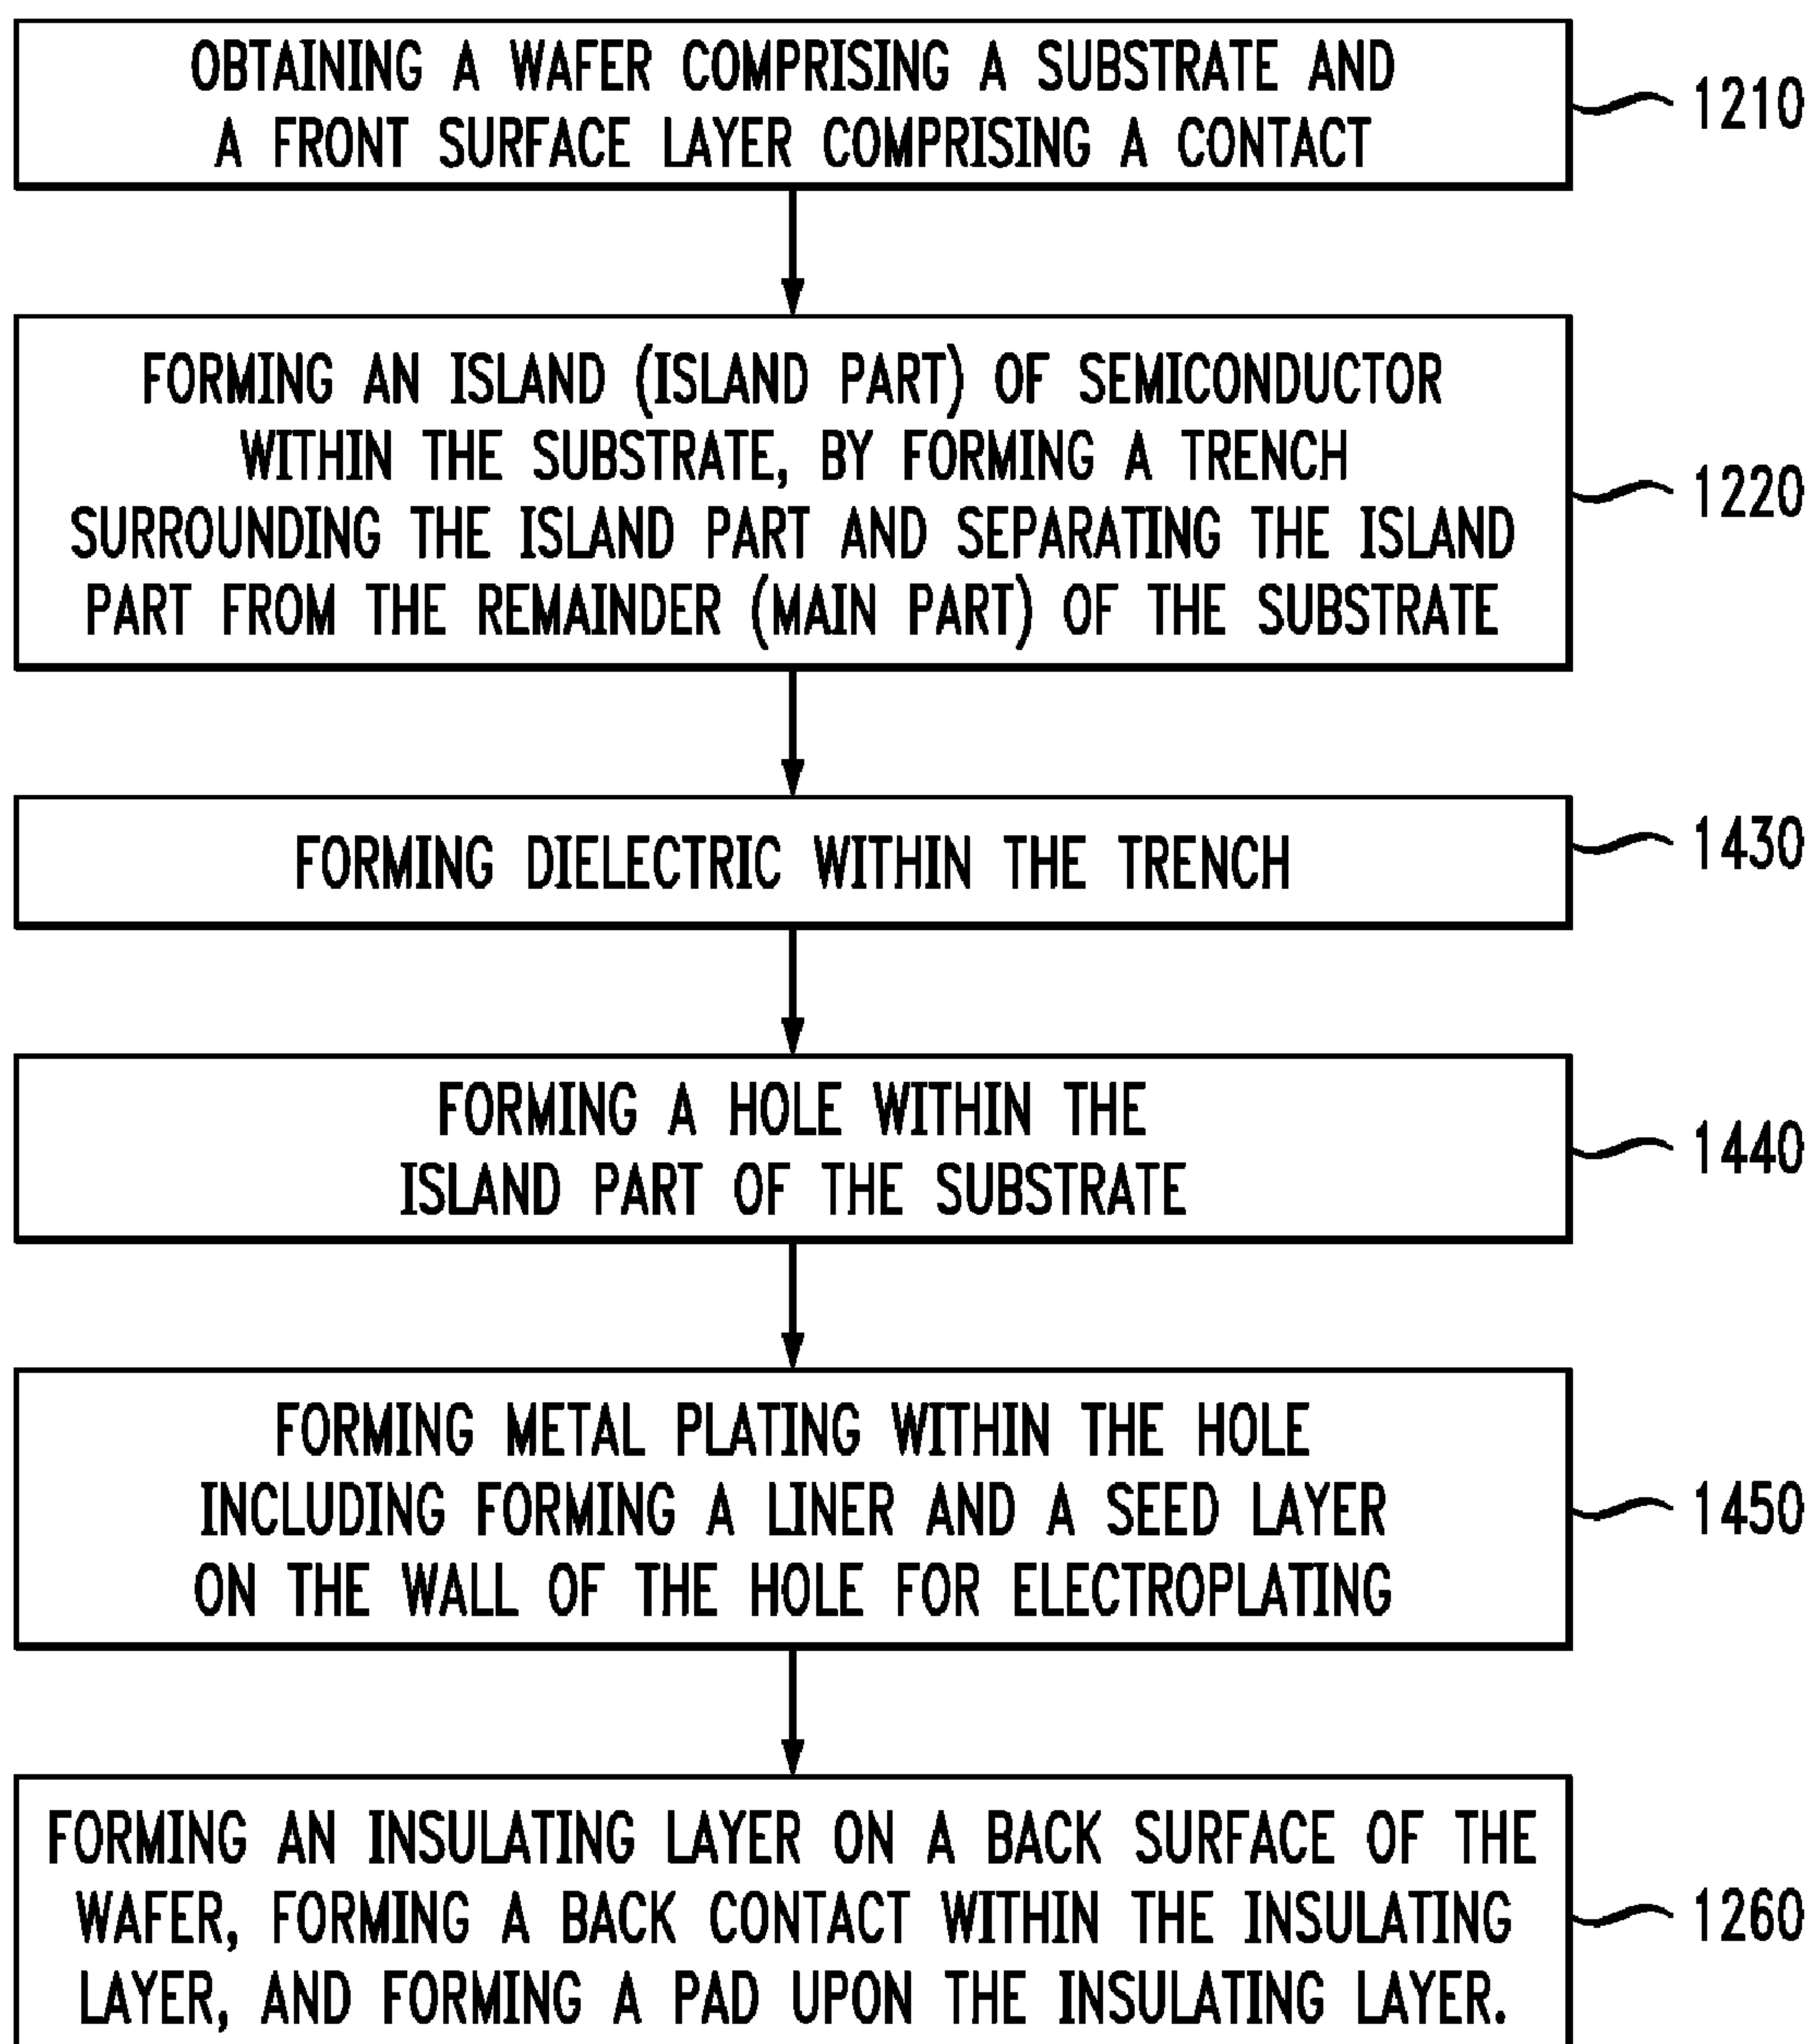 OBTAINING A WAFER COMPRISING A SUBSTRATE AND
A FRONT SURFACE LAYER COMPRISING A CONTACT
1210
FORMING AN ISLAND (ISLAND PART) OF SEMICONDUCTOR
WITHIN THE SUBSTRATE, BY FORMING A TRENCH
SURROUNDING THE ISLAND PART AND SEPARATING THE ISLAND
PART FROM THE REMAINDER (MAIN PART) OF THE SUBSTRATE
1220
FORMING DIELECTRIC WITHIN THE TRENCH
1430
FORMING A HOLE WITHIN THE
ISLAND PART OF THE SUBSTRATE
1440
FORMING METAL PLATING WITHIN THE HOLE
INCLUDING FORMING A LINER AND A SEED LAYER
ON THE WALL OF THE HOLE FOR ELECTROPLATING
1450
FORMING AN INSULATING LAYER ON A BACK SURFACE OF THE
WAFER, FORMING A BACK CONTACT WITHIN THE INSULATING
LAYER, AND FORMING A PAD UPON THE INSULATING LAYER.
1260